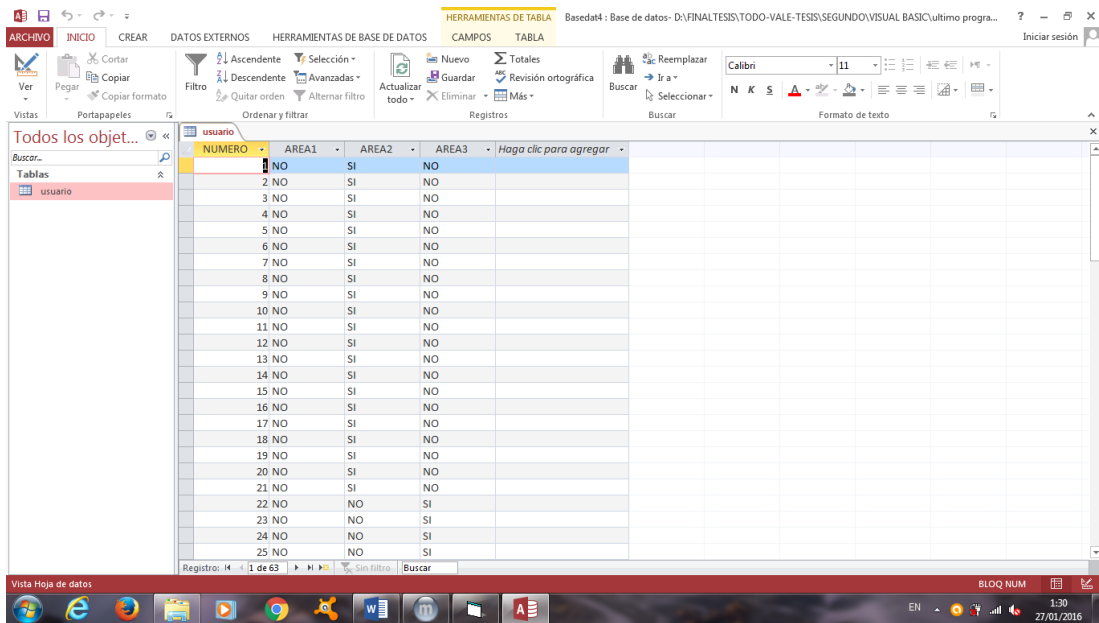 HERRAMIENTAS DE TABLA Basedat4 : Base de datos- D:\FINALTESIS\TODO-VALE-TESIS\SEGUNDO\VISUAL BASIC\ultimo progra... ?
ARCHIVO INICIO CREAR DATOS EXTERNOS HERRAMIENTAS DE BASE DE DATOS CAMPOS TABLA Iniciar sesión
Ver
Pegar
Cortar
Copiar
Copiar formato
Filtro
Ascendente
Descendente
Quitar orden
Selección
Avanzadas
Alternar filtro
Actualizar
todo
Nuevo
Guardar
Eliminar
Totales
Revisión ortográfica
Más
Buscar
Reemplazar
Ir a
Seleccionar
Calibri 11
N K S A
Vistas Portapapeles Ordenar y filtrar Registros Buscar Formato de texto
Todos los objet...
Buscar...
Tablas
usuario
usuario
NUMERO AREA1 AREA2 AREA3 Haga clic para agregar
1 NO SI NO
2 NO SI NO
3 NO SI NO
4 NO SI NO
5 NO SI NO
6 NO SI NO
7 NO SI NO
8 NO SI NO
9 NO SI NO
10 NO SI NO
11 NO SI NO
12 NO SI NO
13 NO SI NO
14 NO SI NO
15 NO SI NO
16 NO SI NO
17 NO SI NO
18 NO SI NO
19 NO SI NO
20 NO SI NO
21 NO SI NO
22 NO NO SI
23 NO NO SI
24 NO NO SI
25 NO NO SI
Registro: 1 de 63 Sin filtro Buscar
Vista Hoja de datos BLOQ NUM
EN 1:30
27/01/2016